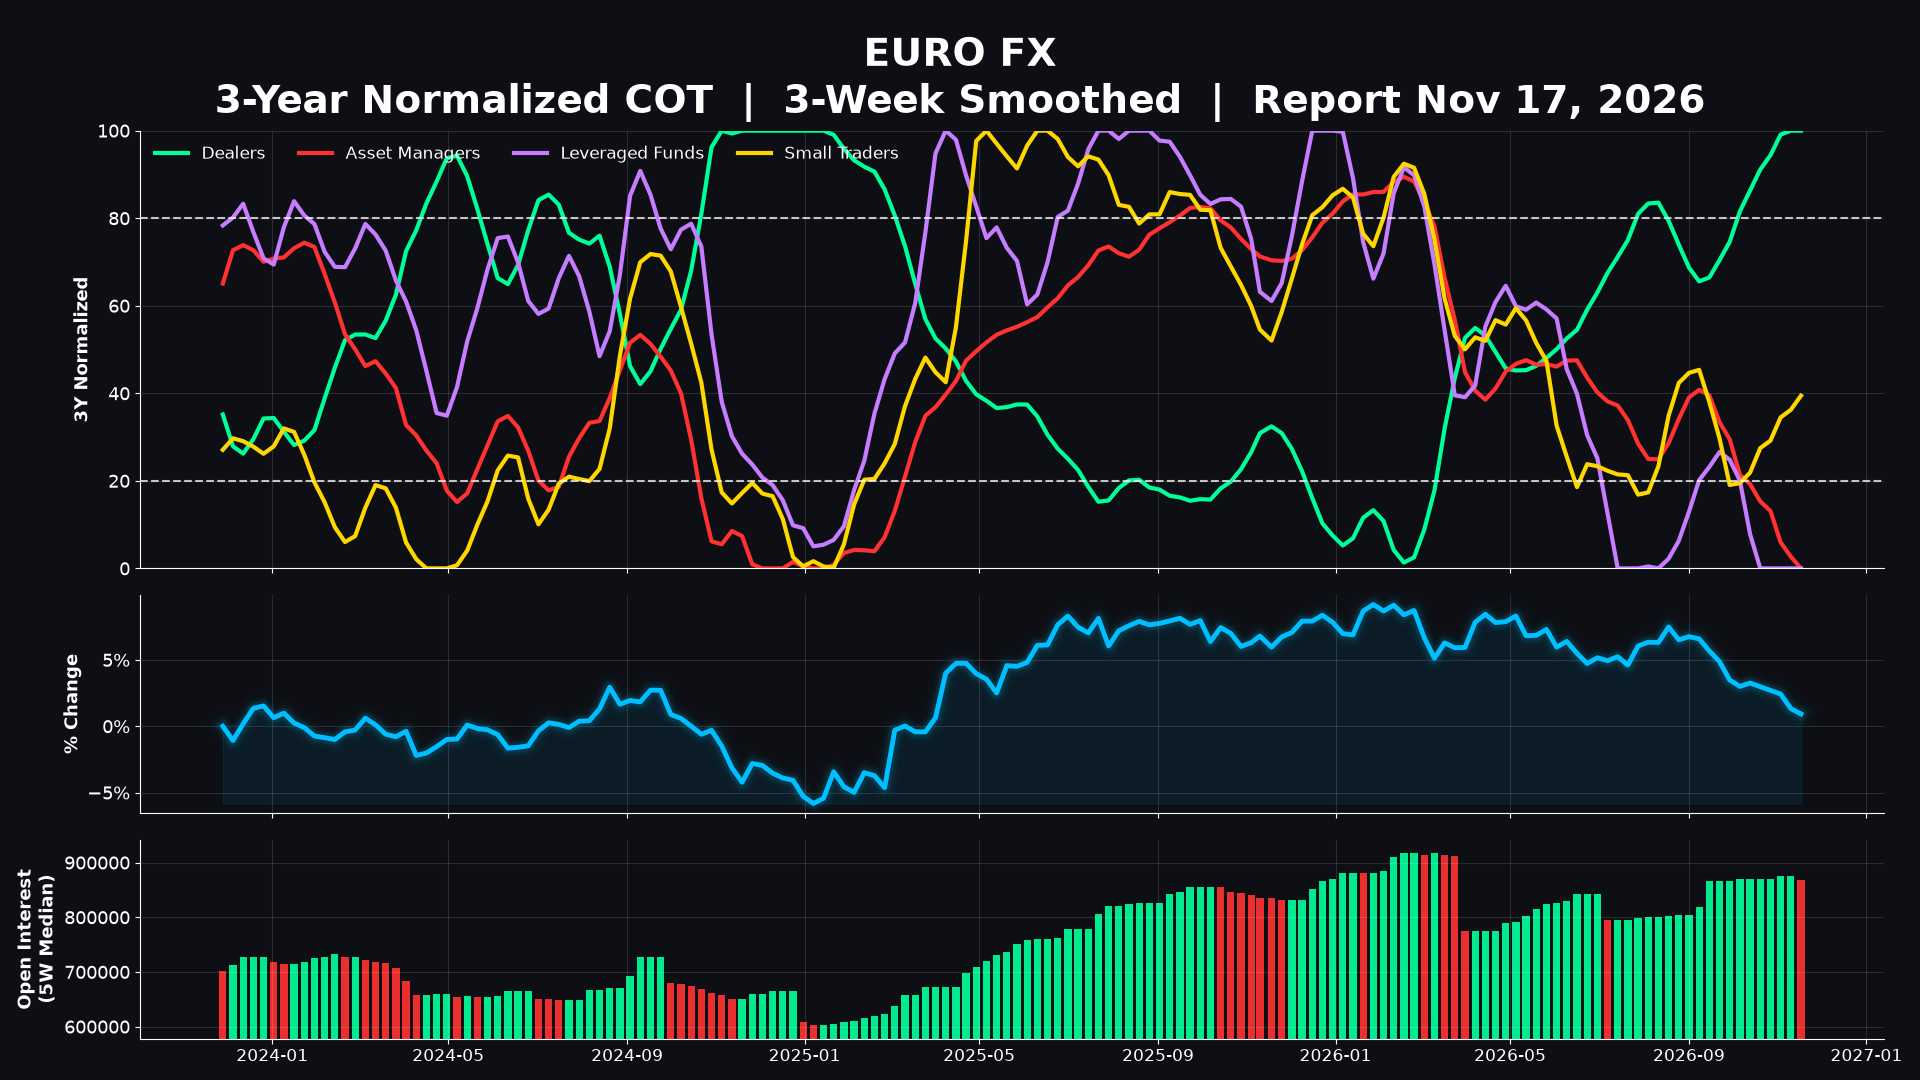 EURO FX
3-Year Normalized COT | 3-Week Smoothed | Report Nov 17, 2026
100
80
60
40
20
0
3Y Normalized
Dealers
Asset Managers
Leveraged Funds
Small Traders
5%
0%
−5%
% Change
900000
800000
700000
600000
Open Interest
(5W Median)
2024-01
2024-05
2024-09
2025-01
2025-05
2025-09
2026-01
2026-05
2026-09
2027-01